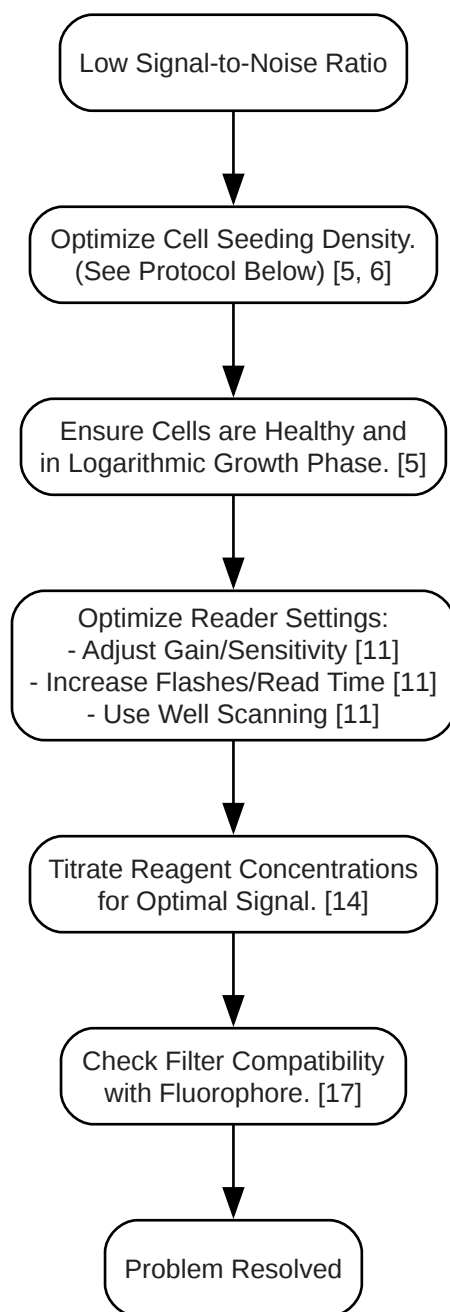 Low Signal-to-Noise Ratio
Optimize Cell Seeding Density.
(See Protocol Below) [5, 6]
Ensure Cells are Healthy and
in Logarithmic Growth Phase. [5]
Optimize Reader Settings:
- Adjust Gain/Sensitivity [11]
- Increase Flashes/Read Time [11]
- Use Well Scanning [11]
Titrate Reagent Concentrations
for Optimal Signal. [14]
Check Filter Compatibility
with Fluorophore. [17]
Problem Resolved